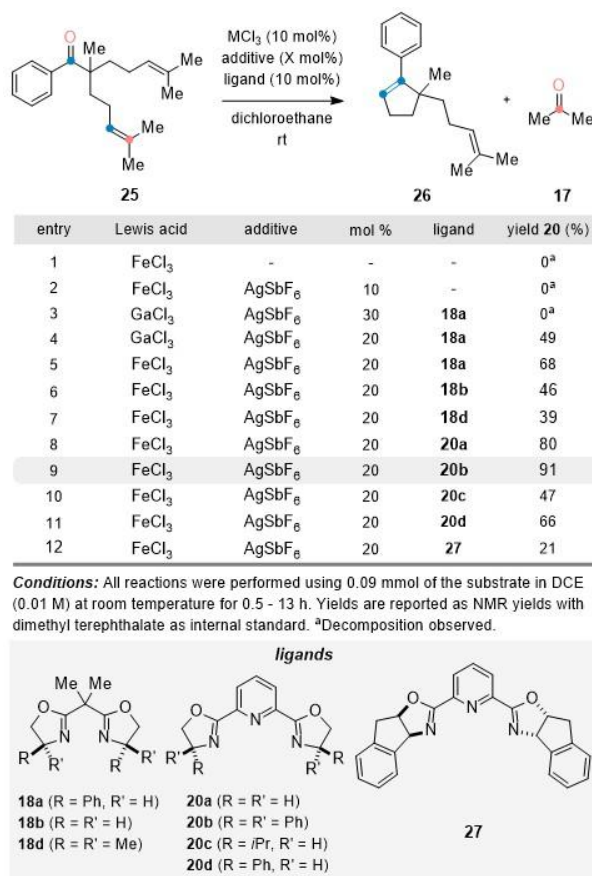 O
Me
Me
Me
Me
Me
25
MCl₃ (10 mol%)
additive (X mol%)
ligand (10 mol%)
dichloroethane
rt
Me
Me
Me
26
+
O
Me Me
17
entry Lewis acid additive mol % ligand yield 20 (%)
1 FeCl₃ - - - 0ᵃ
2 FeCl₃ AgSbF₆ 10 - 0ᵃ
3 GaCl₃ AgSbF₆ 30 18a 0ᵃ
4 GaCl₃ AgSbF₆ 20 18a 49
5 FeCl₃ AgSbF₆ 20 18a 68
6 FeCl₃ AgSbF₆ 20 18b 46
7 FeCl₃ AgSbF₆ 20 18d 39
8 FeCl₃ AgSbF₆ 20 20a 80
9 FeCl₃ AgSbF₆ 20 20b 91
10 FeCl₃ AgSbF₆ 20 20c 47
11 FeCl₃ AgSbF₆ 20 20d 66
12 FeCl₃ AgSbF₆ 20 27 21
Conditions: All reactions were performed using 0.09 mmol of the substrate in DCE
(0.01 M) at room temperature for 0.5 - 13 h. Yields are reported as NMR yields with
dimethyl terephthalate as internal standard. ᵃDecomposition observed.
ligands
Me Me
O O
N N
R R' R' R
18a (R = Ph, R' = H)
18b (R = R' = H)
18d (R = R' = Me)
O N O
N N
R' R R' R
20a (R = R' = H)
20b (R = R' = Ph)
20c (R = iPr, R' = H)
20d (R = Ph, R' = H)
O N O
N N
27